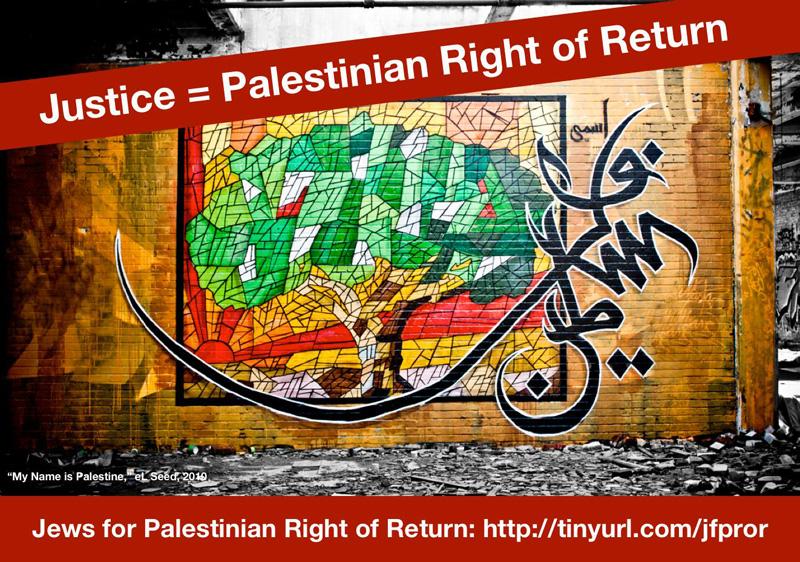 Justice = Palestinian Right of Return
اسمي
فلسطين
“My Name is Palestine,” eL Seed, 2010
Jews for Palestinian Right of Return: http://tinyurl.com/jfpror